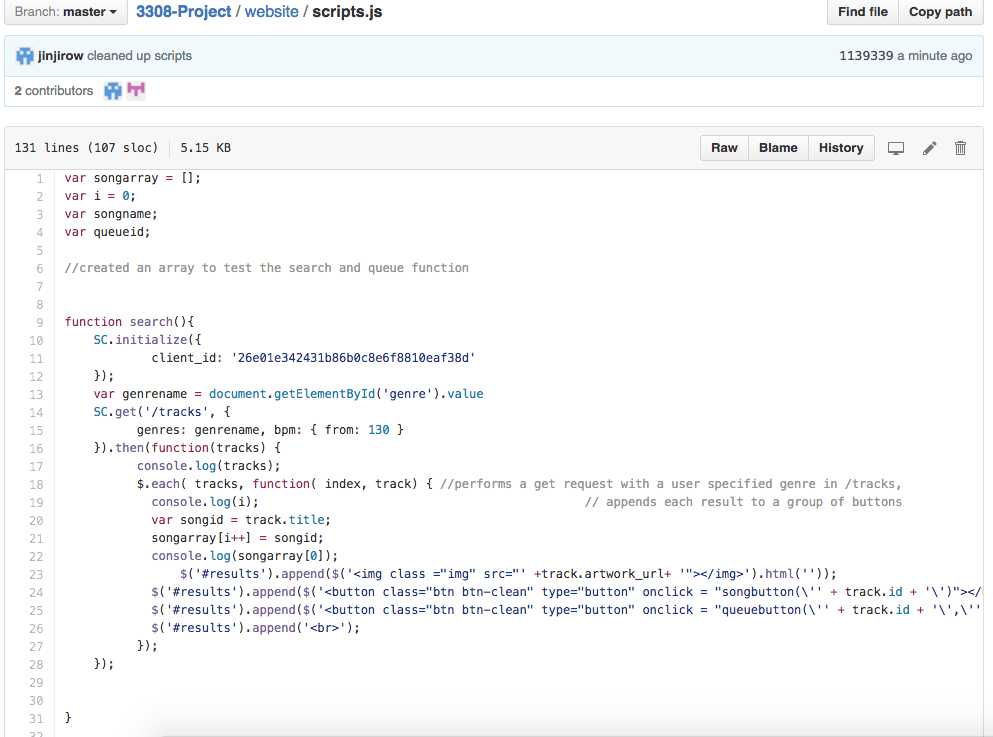 Branch: master 3308-Project / website / scripts.js Find file Copy path
jinjirow cleaned up scripts 1139339 a minute ago
2 contributors
131 lines (107 sloc) 5.15 KB Raw Blame History
1 var songarray = [];
2 var i = 0;
3 var songname;
4 var queueid;
5
6 //created an array to test the search and queue function
7
8
9 function search(){
10 SC.initialize({
11 client_id: '26e01e342431b86b0c8e6f8810eaf38d'
12 });
13 var genrename = document.getElementById('genre').value
14 SC.get('/tracks', {
15 genres: genrename, bpm: { from: 130 }
16 }).then(function(tracks) {
17 console.log(tracks);
18 $.each( tracks, function( index, track) { //performs a get request with a user specified genre in /tracks,
19 console.log(i); // appends each result to a group of buttons
20 var songid = track.title;
21 songarray[i++] = songid;
22 console.log(songarray[0]);
23 $('#results').append($('<img class ="img" src="' +track.artwork_url+ '"></img>').html(''));
24 $('#results').append($('<button class="btn btn-clean" type="button" onclick = "songbutton(\'' + track.id + '\')"></
25 $('#results').append($('<button class="btn btn-clean" type="button" onclick = "queuebutton(\'' + track.id + '\',\''
26 $('#results').append('<br>');
27 });
28 });
29
30
31 }
32